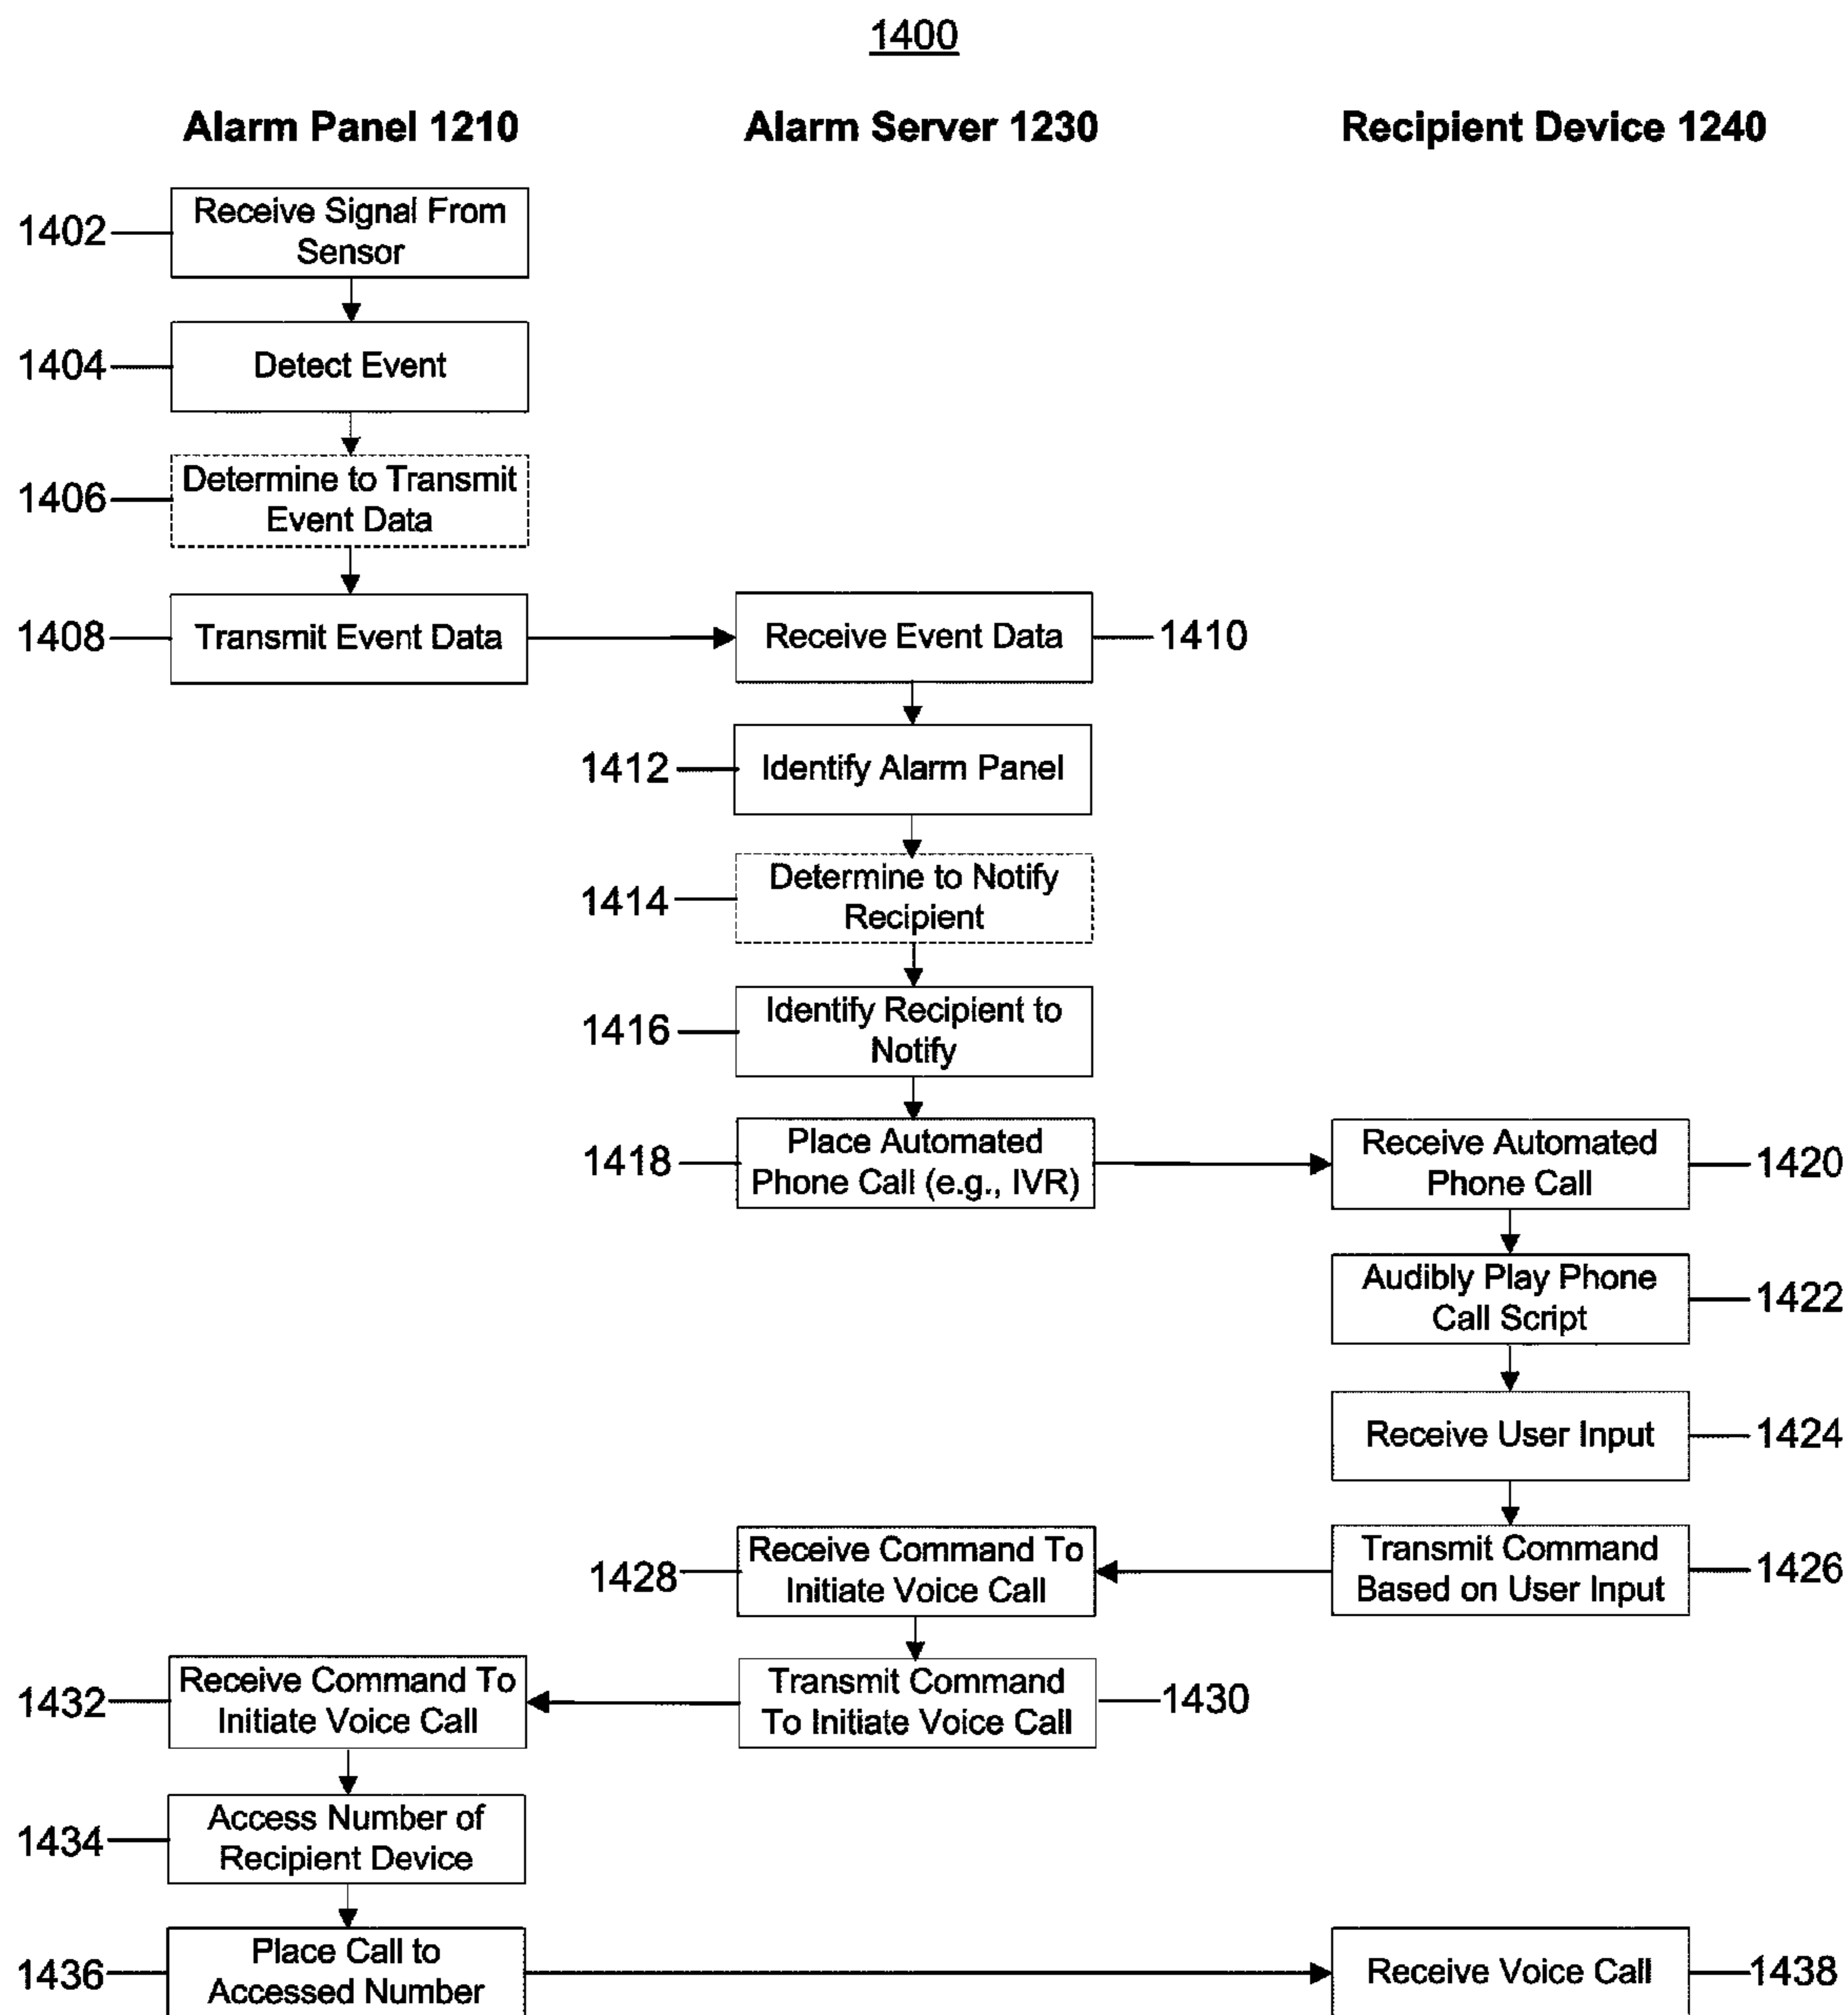 1400
Alarm Panel 1210
Alarm Server 1230
Recipient Device 1240
1402
Receive Signal From
Sensor
1404
Detect Event
1406
Determine to Transmit
Event Data
1408
Transmit Event Data
Receive Event Data
1410
1412
Identify Alarm Panel
1414
Determine to Notify
Recipient
1416
Identify Recipient to
Notify
1418
Place Automated
Phone Call (e.g., IVR)
Receive Automated
Phone Call
1420
Audibly Play Phone
Call Script
1422
Receive User Input
1424
Transmit Command
Based on User Input
1426
1428
Receive Command To
Initiate Voice Call
Transmit Command
To Initiate Voice Call
1430
1432
Receive Command To
Initiate Voice Call
1434
Access Number of
Recipient Device
1436
Place Call to
Accessed Number
Receive Voice Call
1438